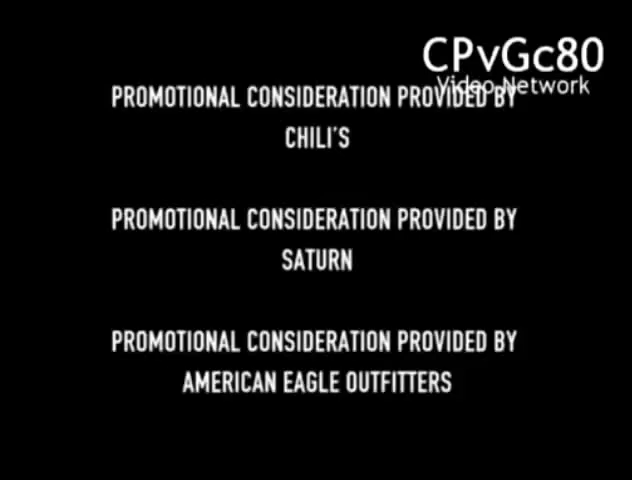 CPvGc80
Video Network
PROMOTIONAL CONSIDERATION PROVIDED BY
CHILI'S
PROMOTIONAL CONSIDERATION PROVIDED BY
SATURN
PROMOTIONAL CONSIDERATION PROVIDED BY
AMERICAN EAGLE OUTFITTERS